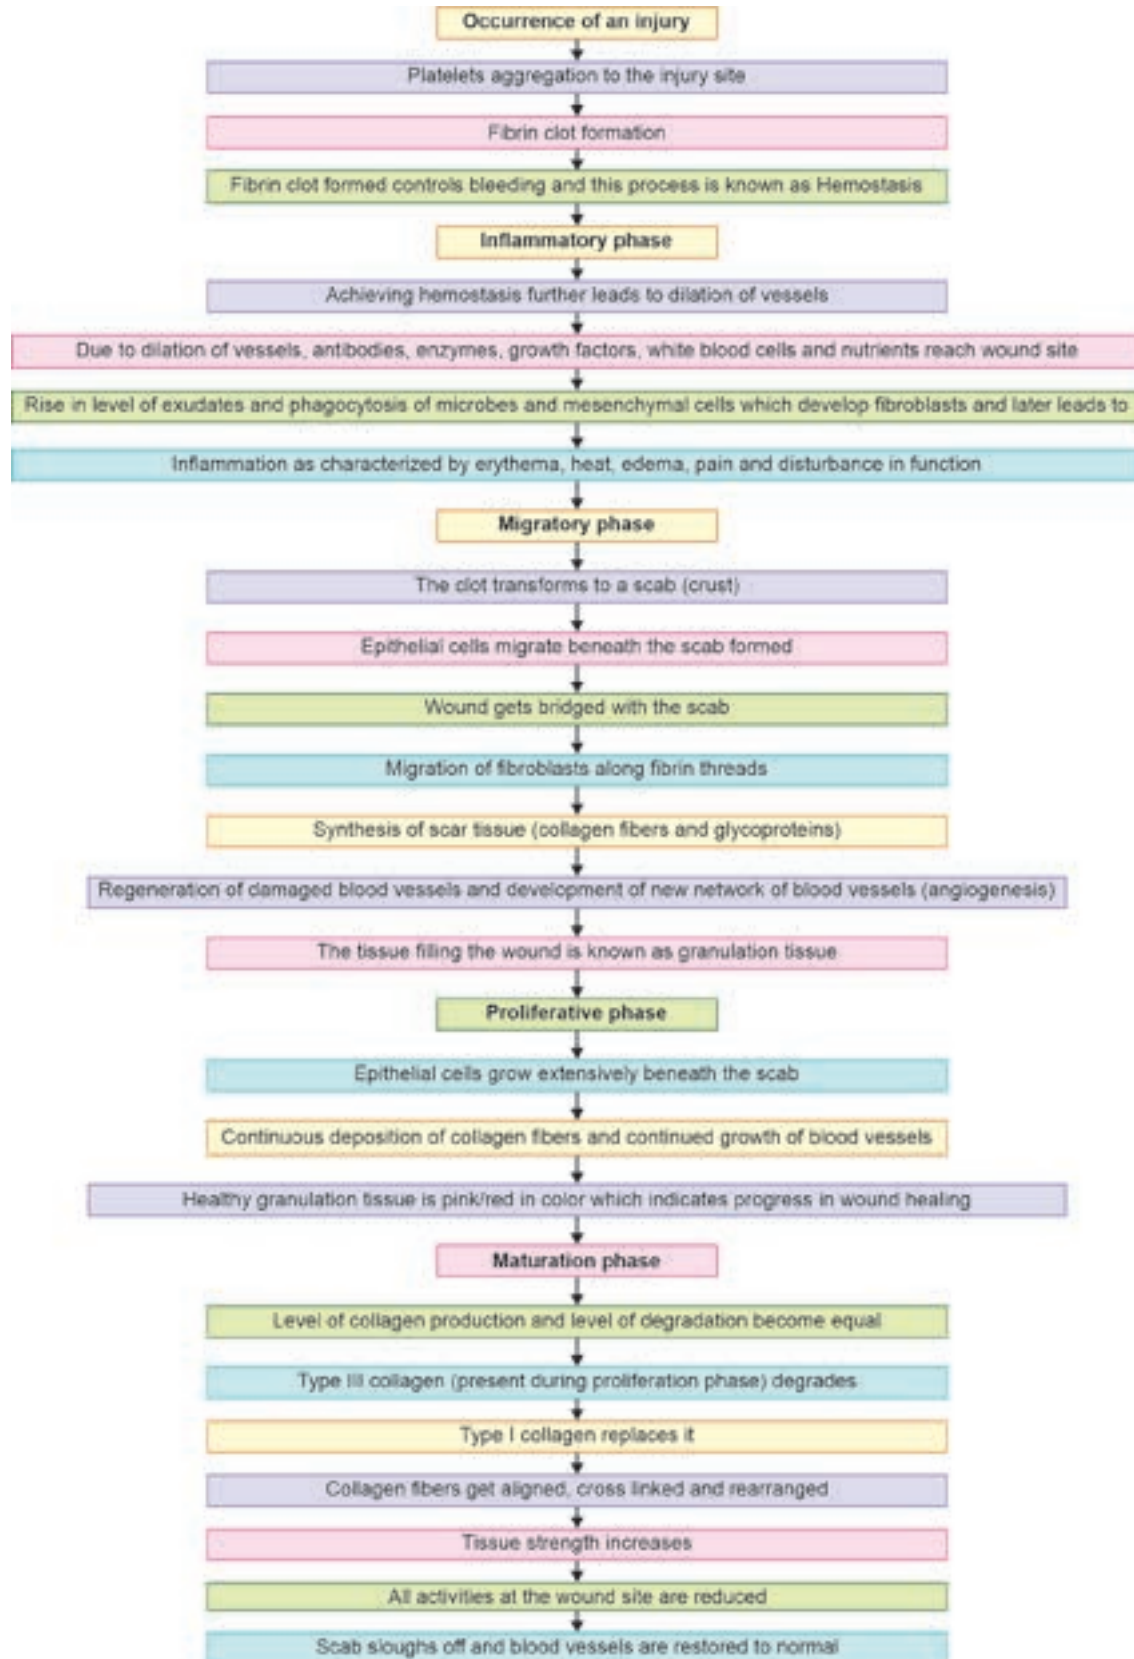 Occurrence of an injury
Platelets aggregation to the injury site
Fibrin clot formation
Fibrin clot formed controls bleeding and this process is known as Hemostasis
Inflammatory phase
Achieving hemostasis further leads to dilation of vessels
Due to dilation of vessels, antibodies, enzymes, growth factors, white blood cells and nutrients reach wound site
Rise in level of exudates and phagocytosis of microbes and mesenchymal cells which develop fibroblasts and later leads to
Inflammation as characterized by erythema, heat, edema, pain and disturbance in function
Migratory phase
The clot transforms to a scab (crust)
Epithelial cells migrate beneath the scab formed
Wound gets bridged with the scab
Migration of fibroblasts along fibrin threads
Synthesis of scar tissue (collagen fibers and glycoproteins)
Regeneration of damaged blood vessels and development of new network of blood vessels (angiogenesis)
The tissue filling the wound is known as granulation tissue
Proliferative phase
Epithelial cells grow extensively beneath the scab
Continuous deposition of collagen fibers and continued growth of blood vessels
Healthy granulation tissue is pink/red in color which indicates progress in wound healing
Maturation phase
Level of collagen production and level of degradation become equal
Type III collagen (present during proliferation phase) degrades
Type I collagen replaces it
Collagen fibers get aligned, cross linked and rearranged
Tissue strength increases
All activities at the wound site are reduced
Scab sloughs off and blood vessels are restored to normal